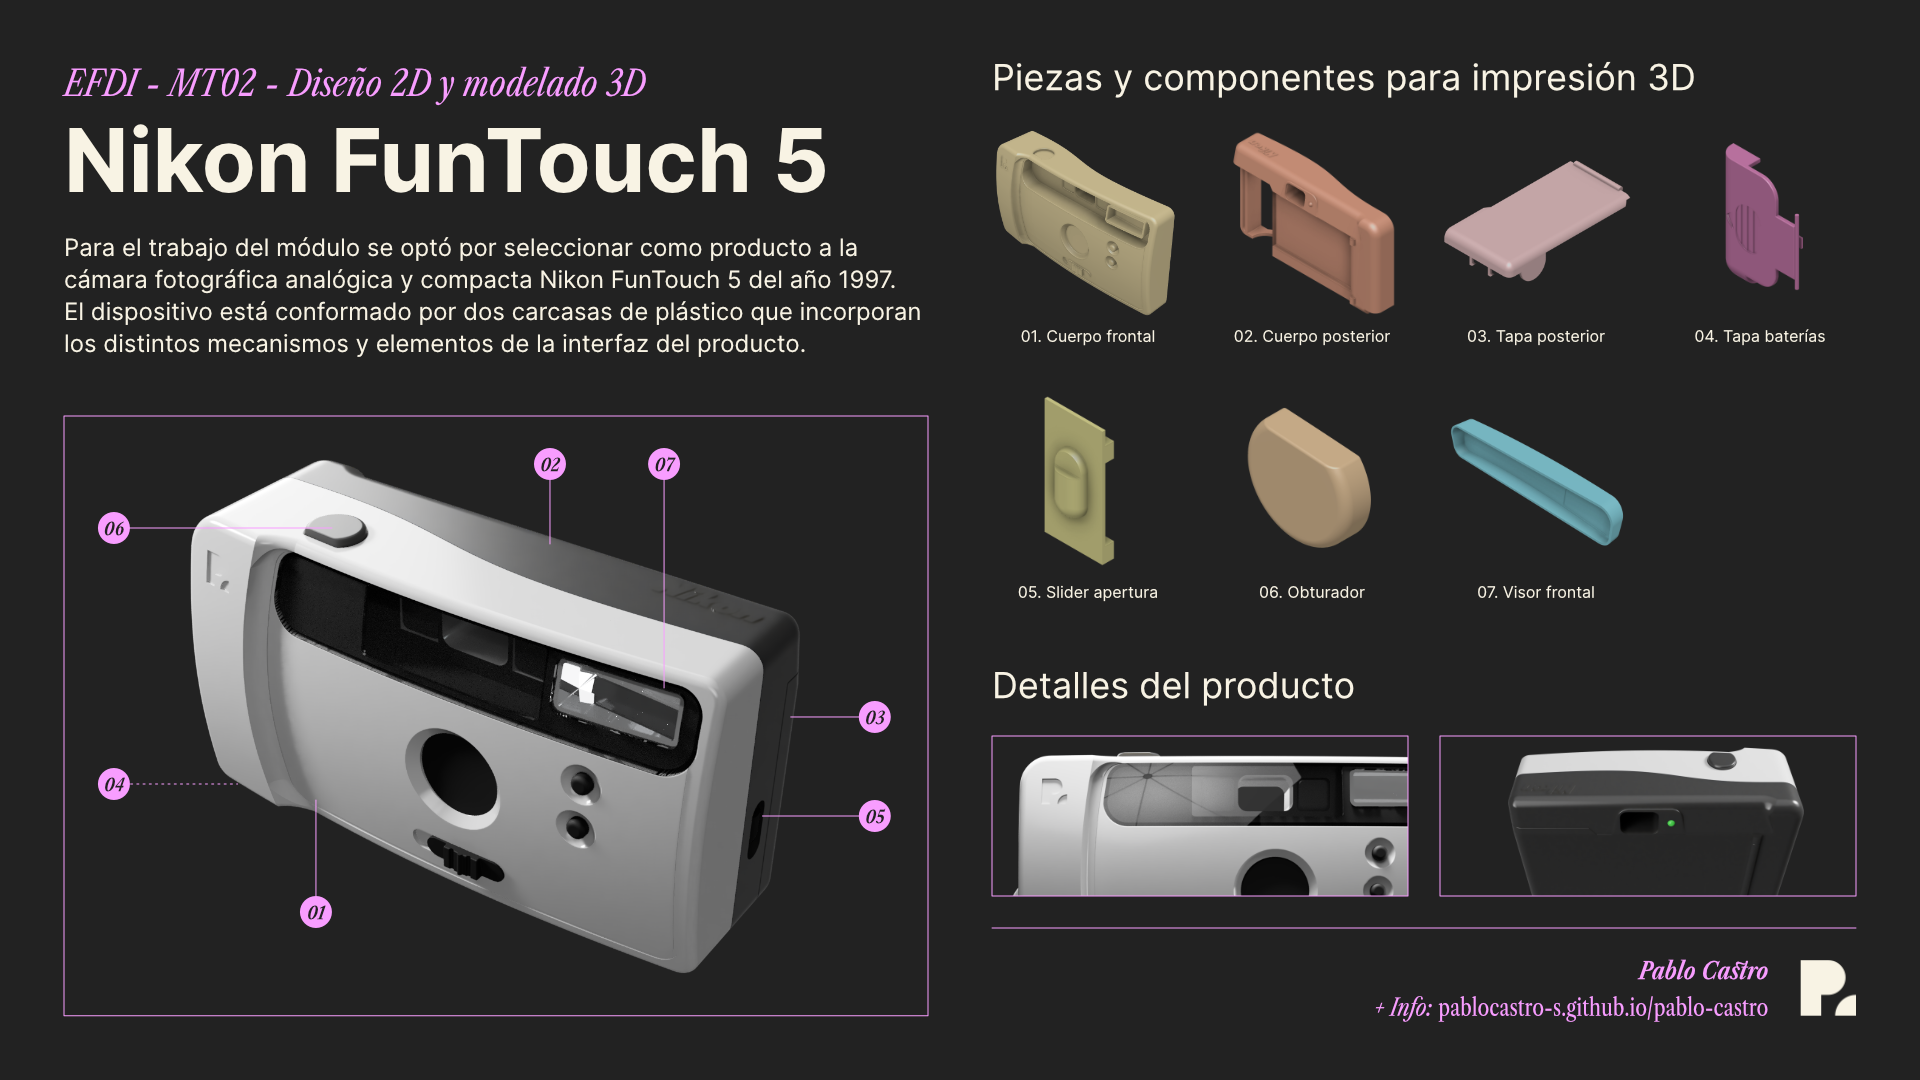 EFDI - MT02 - Diseño 2D y modelado 3D
Nikon FunTouch 5
Para el trabajo del módulo se optó por seleccionar como producto a la
cámara fotográfica analógica y compacta Nikon FunTouch 5 del año 1997.
El dispositivo está conformado por dos carcasas de plástico que incorporan
los distintos mecanismos y elementos de la interfaz del producto.
02
07
06
Nikon
03
04
05
01
Piezas y componentes para impresión 3D
01. Cuerpo frontal
02. Cuerpo posterior
03. Tapa posterior
04. Tapa baterías
05. Slider apertura
06. Obturador
07. Visor frontal
Detalles del producto
Pablo Castro
+ Info: pablocastro-s.github.io/pablo-castro